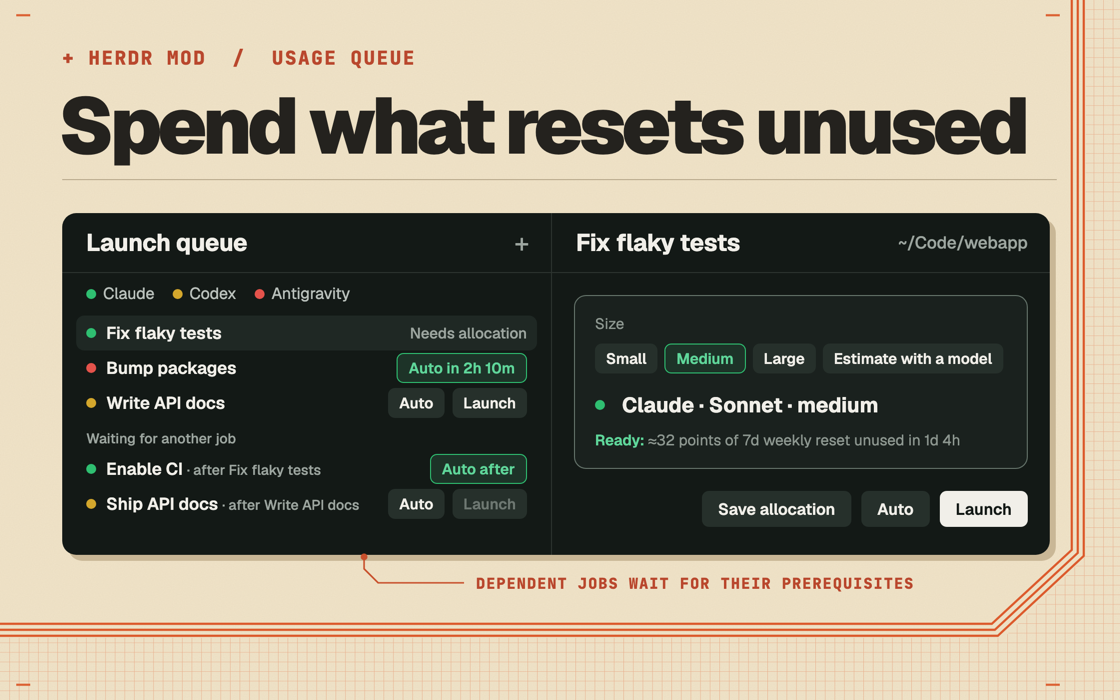 + HERDR MOD / USAGE QUEUE
Spend what resets unused
Launch queue +
Claude Codex Antigravity
Fix flaky tests Needs allocation
Bump packages Auto in 2h 10m
Write API docs Auto Launch
Waiting for another job
Enable CI · after Fix flaky tests Auto after
Ship API docs · after Write API docs Auto Launch
Fix flaky tests ~/Code/webapp
Size
Small Medium Large Estimate with a model
Claude · Sonnet · medium
Ready: ≈32 points of 7d weekly reset unused in 1d 4h
Save allocation Auto Launch
DEPENDENT JOBS WAIT FOR THEIR PREREQUISITES